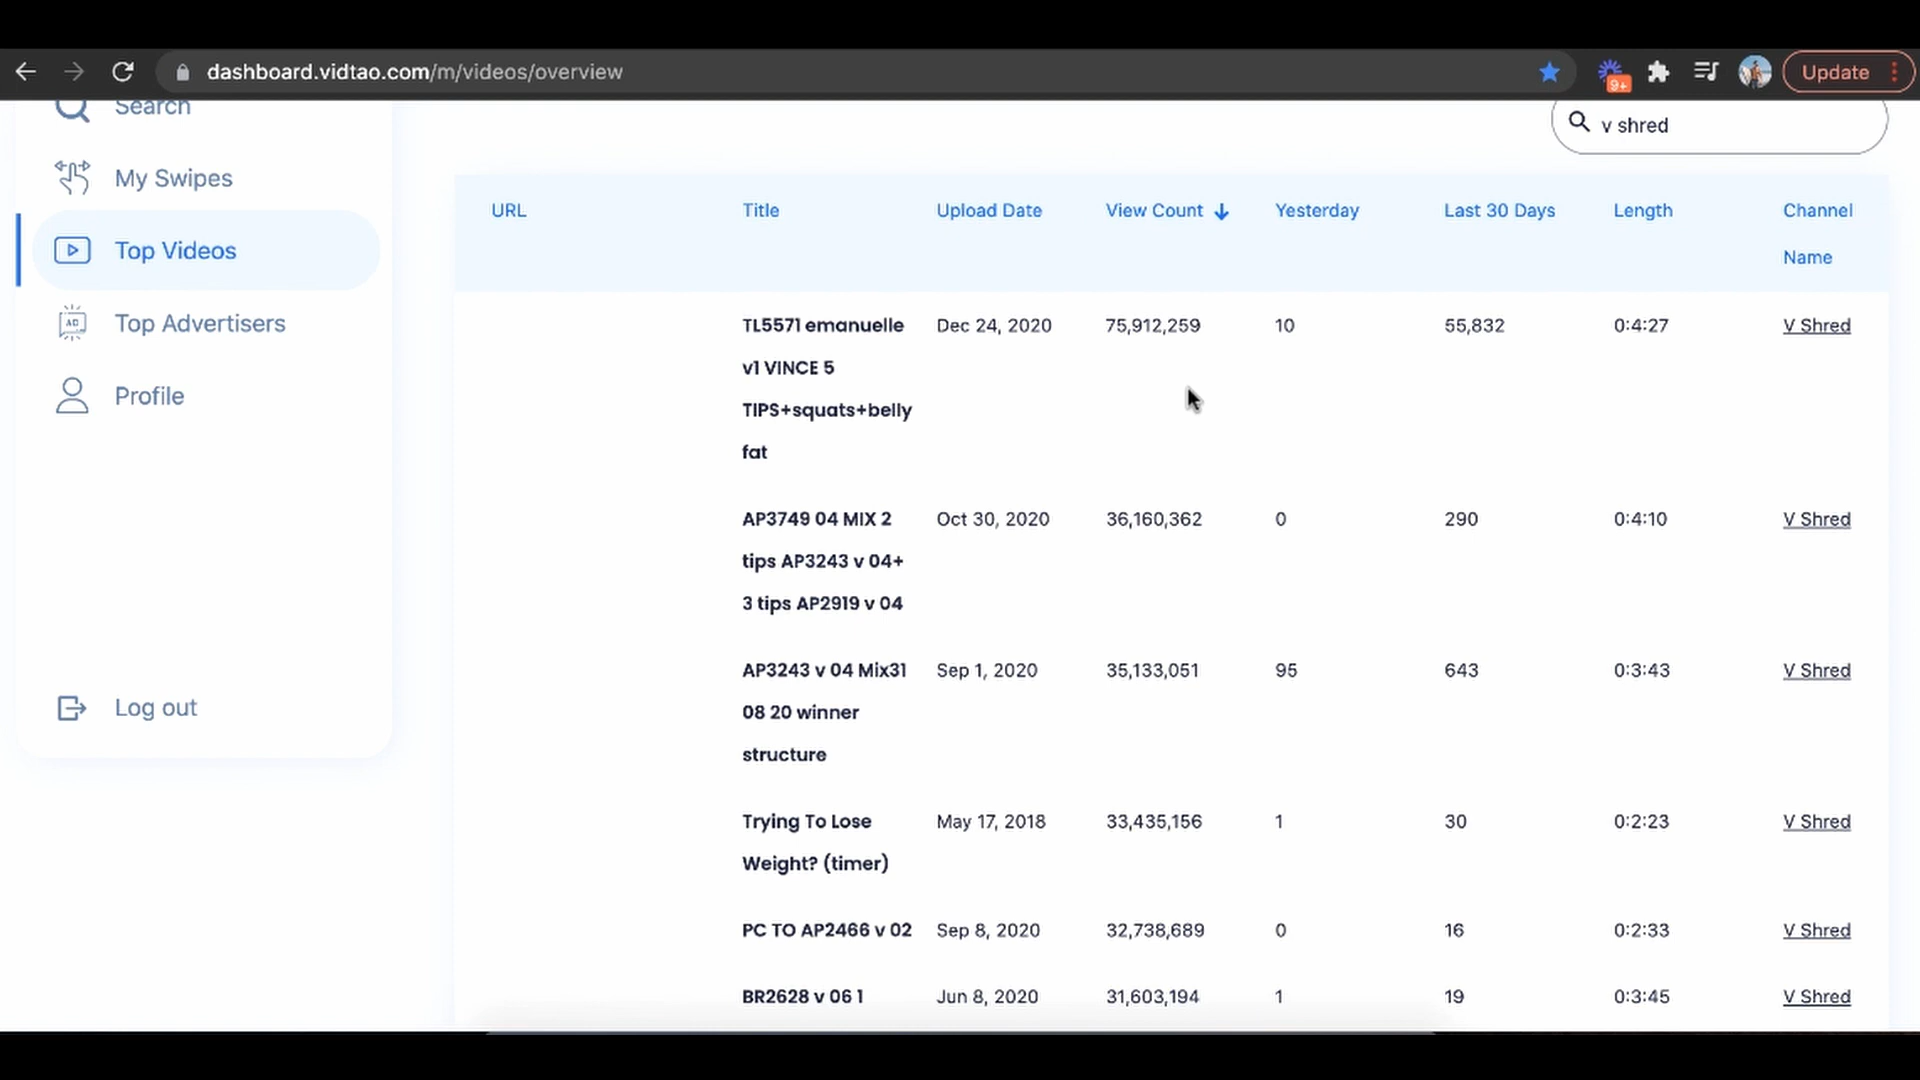 dashboard.vidtao.com/m/videos/overview
9+
Update
Search
v shred
My Swipes
Top Videos
AD
Top Advertisers
Profile
Log out
URL Title Upload Date View Count Yesterday Last 30 Days Length Channel
Name
TL5571 emanuelle Dec 24, 2020 75,912,259 10 55,832 0:4:27 V Shred
v1 VINCE 5
TIPS+squats+belly
fat
AP3749 04 MIX 2 Oct 30, 2020 36,160,362 0 290 0:4:10 V Shred
tips AP3243 v 04+
3 tips AP2919 v 04
AP3243 v 04 Mix31 Sep 1, 2020 35,133,051 95 643 0:3:43 V Shred
08 20 winner
structure
Trying To Lose May 17, 2018 33,435,156 1 30 0:2:23 V Shred
Weight? (timer)
PC TO AP2466 v 02 Sep 8, 2020 32,738,689 0 16 0:2:33 V Shred
BR2628 v 06 1 Jun 8, 2020 31,603,194 1 19 0:3:45 V Shred